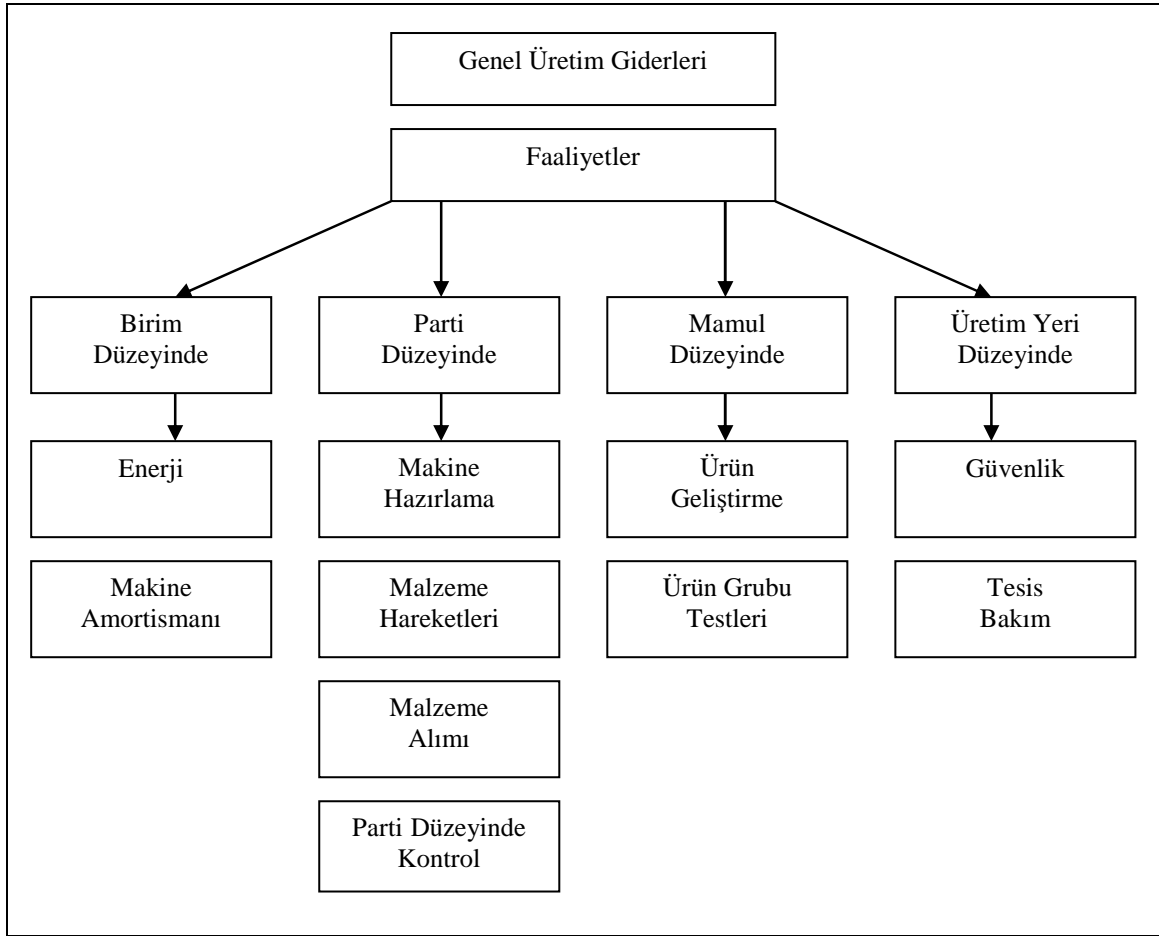 Genel Üretim Giderleri
Faaliyetler
Birim
Düzeyinde
Parti
Düzeyinde
Mamul
Düzeyinde
Üretim Yeri
Düzeyinde
Enerji
Makine
Hazırlama
Ürün
Geliştirme
Güvenlik
Makine
Amortismanı
Malzeme
Hareketleri
Ürün Grubu
Testleri
Tesis
Bakım
Malzeme
Alımı
Parti Düzeyinde
Kontrol